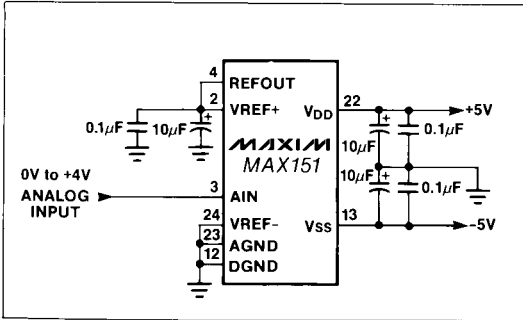 4 REFOUT
2 VREF+ VDD 22 +5V
0.1µF 10µF + + 0.1µF
10µF
MAXIM
MAX151
10µF + 0.1µF
0V to +4V
ANALOG
INPUT
3 AIN
24 VREF-
23 AGND VSS 13 -5V
12 DGND